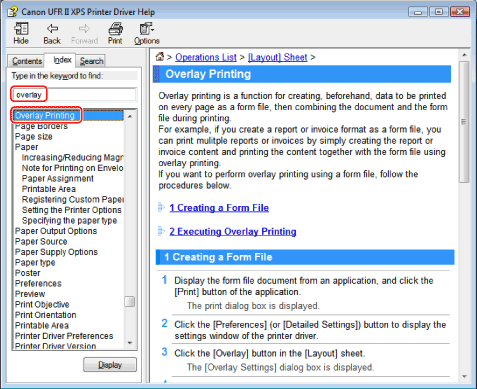 Canon UFR II XPS Printer Driver Help
Hide Back Forward Print Options
Contents Index Search
Type in the keyword to find:
overlay
Overlay Printing
Page Borders
Page size
Paper
Increasing/Reducing Magr
Note for Printing on Envelo
Paper Assignment
Printable Area
Registering Custom Paper
Setting the Printer Options
Specifying the paper type
Paper Output Options
Paper Source
Paper Supply Options
Paper type
Poster
Preferences
Preview
Print Objective
Print Orientation
Printable Area
Printer Driver Preferences
Printer Driver Version
Display
> Operations List > [Layout] Sheet >
Overlay Printing
Overlay printing is a function for creating, beforehand, data to be printed
on every page as a form file, then combining the document and the form
file during printing.
For example, if you create a report or invoice format as a form file, you
can print mulitple reports or invoices by simply creating the report or
invoice content and printing the content together with the form file using
overlay printing.
If you want to perform overlay printing using a form file, follow the
procedures below.
1 Creating a Form File
2 Executing Overlay Printing
1 Creating a Form File
1 Display the form file document from an application, and click the
[Print] button of the application.
The print dialog box is displayed.
2 Click the [Preferences] (or [Detailed Settings]) button to display the
settings window of the printer driver.
3 Click the [Overlay] button in the [Layout] sheet.
The [Overlay Settings] dialog box is displayed.